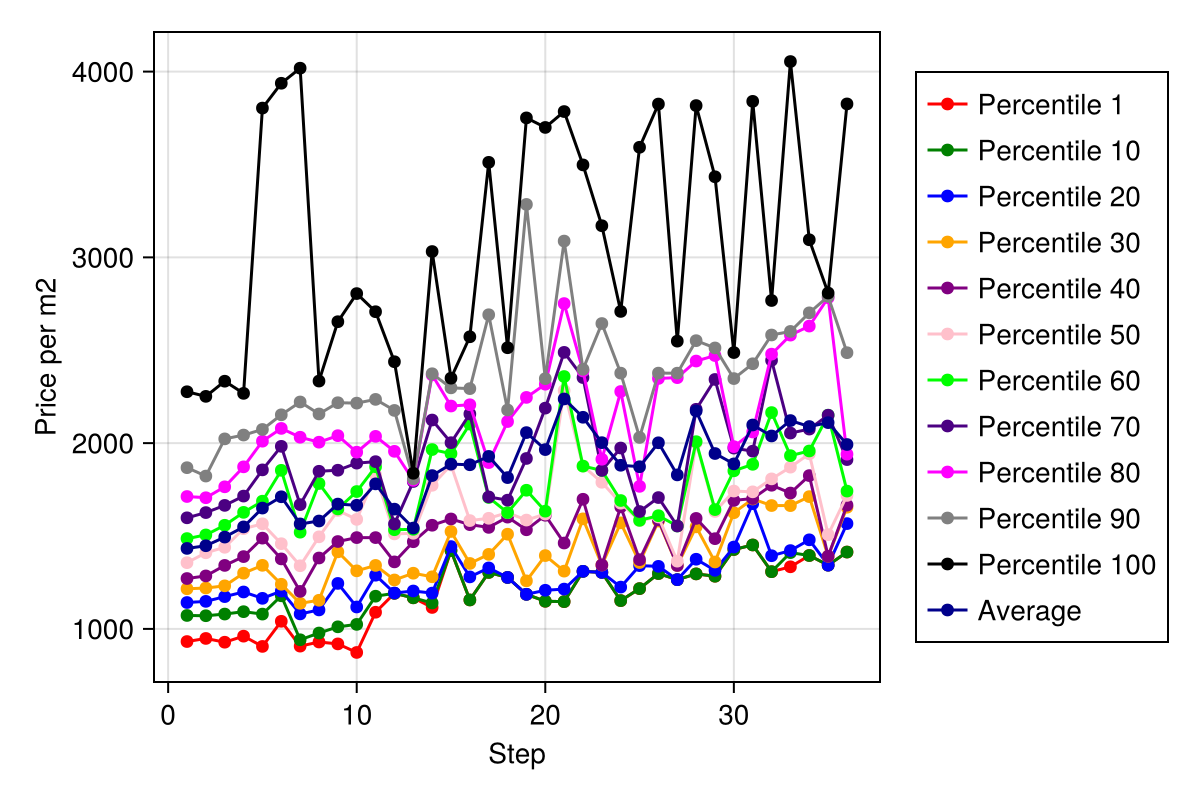 4000
3000
2000
1000
Price per m2
0
10
20
30
Step
Percentile 1
Percentile 10
Percentile 20
Percentile 30
Percentile 40
Percentile 50
Percentile 60
Percentile 70
Percentile 80
Percentile 90
Percentile 100
Average